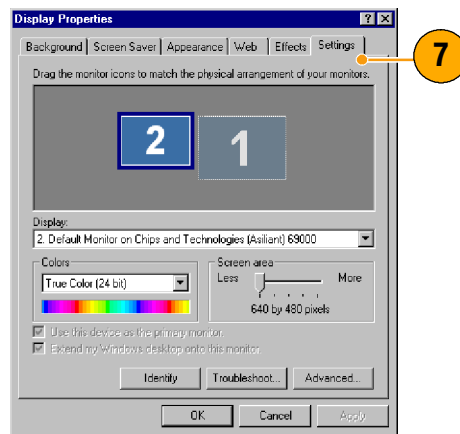 Display Properties
Background Screen Saver Appearance Web Effects Settings
7
Drag the monitor icons to match the physical arrangement of your monitors.
2 1
Display:
2. Default Monitor on Chips and Technologies (Asiliant) 69000
Colors
True Color (24 bit)
Screen area
Less More
640 by 480 pixels
Use this device as the primary monitor.
Extend my Windows desktop onto this monitor.
Identify Troubleshoot... Advanced...
OK Cancel Apply